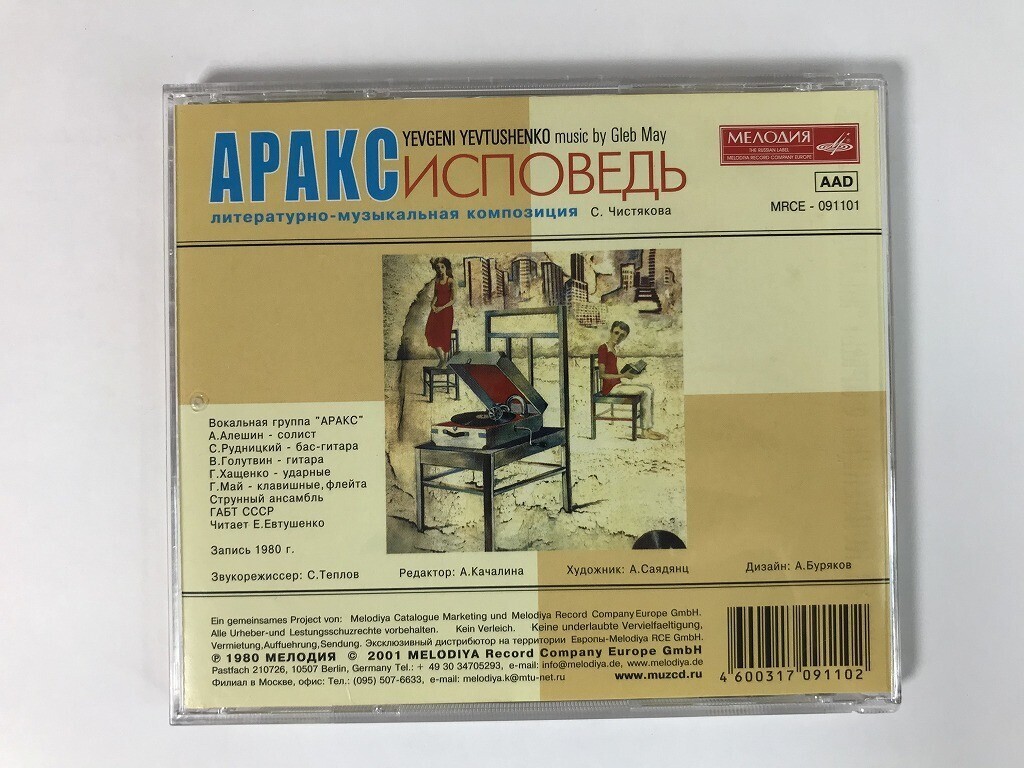 АРАКС YEVGENI YEVTUSHENKO music by Gleb May
ИСПОВЕДЬ
литературно-музыкальная композиция С. Чистякова
МЕЛОДИЯ
THE RUSSIAN LABEL
MELODIYA RECORD COMPANY EUROPE
AAD
MRCE - 091101
Вокальная группа "АРАКС"
А.Алешин - солист
С.Рудницкий - бас-гитара
В.Голутвин - гитара
Г.Хащенко - ударные
Г.Май - клавишные,флейта
Струнный ансамбль
ГАБТ СССР
Читает Е.Евтушенко
Запись 1980 г.
Звукорежиссер: С.Теплов Редактор: А.Качалина Художник: А.Саядянц Дизайн: А.Буряков
Ein gemeinsames Project von: Melodiya Catalogue Marketing und Melodiya Record Company Europe GmbH.
Alle Urheber-und Lestungsschuzrechte vorbehalten. Kein Verleich. Keine underlaubte Vervielfaeltigung,
Vermietung,Auffuehrung,Sendung. Эксклюзивный дистрибютор на территории Европы-Melodiya RCE GmbH.
℗ 1980 МЕЛОДИЯ © 2001 MELODIYA Record Company Europe GmbH
Pastfach 210726, 10507 Berlin, Germany Tel.: + 49 30 34705293, e-mail: info@melodiya.de, www.melodiya.de
Филиал в Москве, офис: Тел.: (095) 507-6633, e-mail: melodiya.k@mtu-net.ru www.muzcd.ru
4 600317 091102